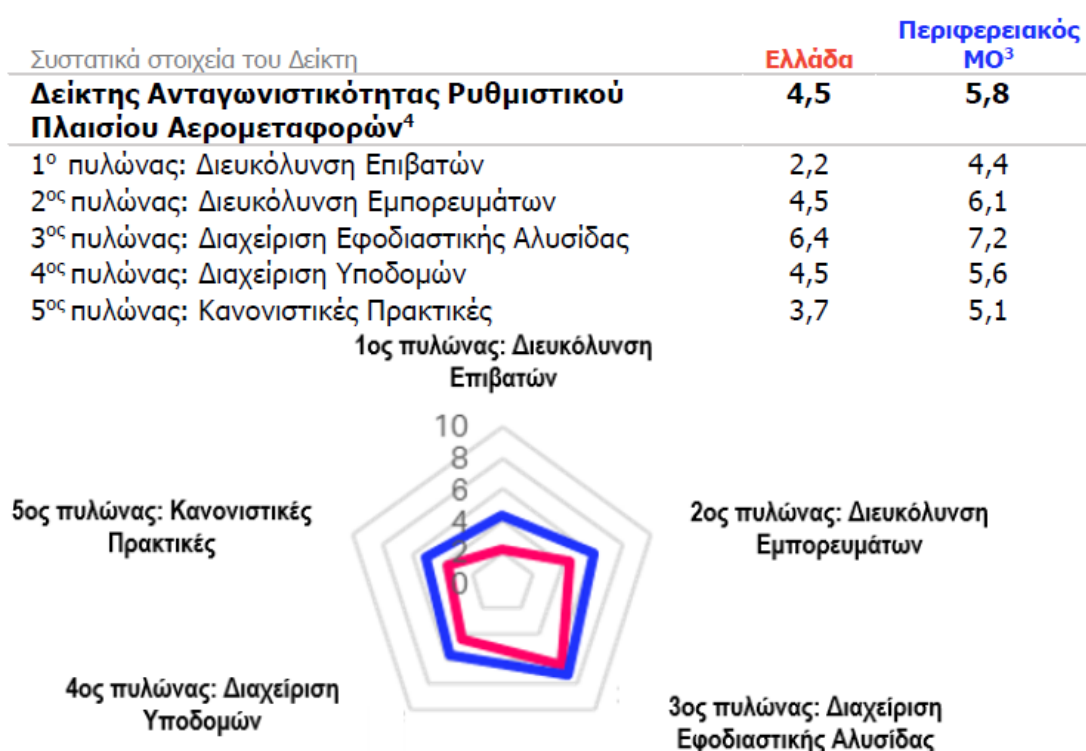 Συστατικά στοιχεία του Δείκτη Ελλάδα Περιφερειακός ΜΟ³
Δείκτης Ανταγωνιστικότητας Ρυθμιστικού Πλαισίου Αερομεταφορών⁴ 4,5 5,8
1º πυλώνας: Διευκόλυνση Επιβατών 2,2 4,4
2ος πυλώνας: Διευκόλυνση Εμπορευμάτων 4,5 6,1
3ος πυλώνας: Διαχείριση Εφοδιαστικής Αλυσίδας 6,4 7,2
4ος πυλώνας: Διαχείριση Υποδομών 4,5 5,6
5ος πυλώνας: Κανονιστικές Πρακτικές 3,7 5,1
1ος πυλώνας: Διευκόλυνση
Επιβατών
10
8
6
4
2
0
5ος πυλώνας: Κανονιστικές
Πρακτικές
2ος πυλώνας: Διευκόλυνση
Εμπορευμάτων
4ος πυλώνας: Διαχείριση
Υποδομών
3ος πυλώνας: Διαχείριση
Εφοδιαστικής Αλυσίδας